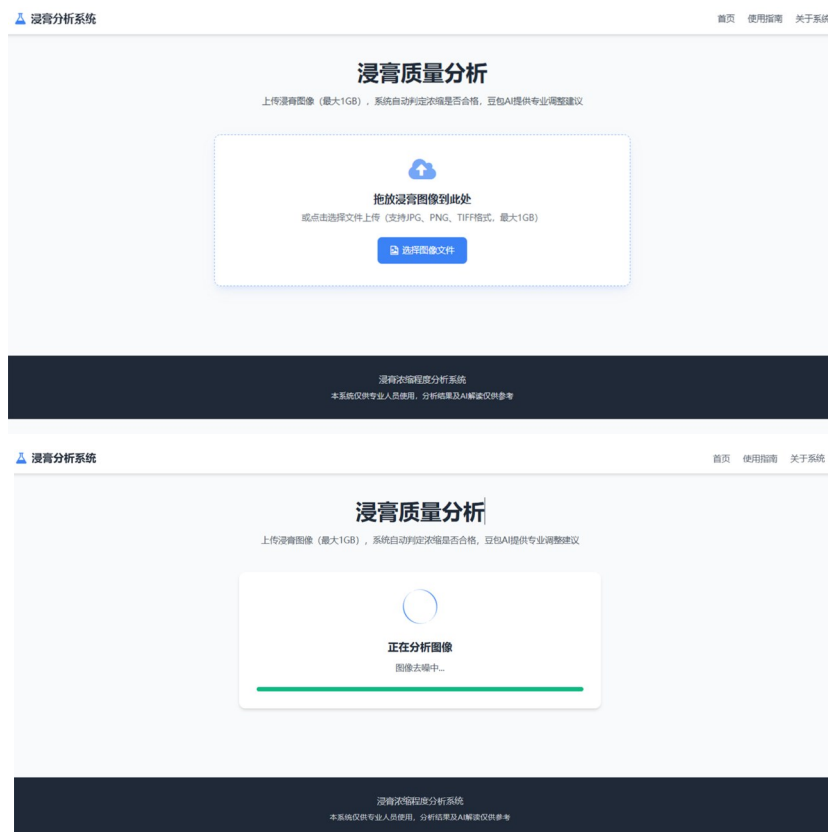 浸膏分析系统
首页 使用指南 关于系统
浸膏质量分析
上传浸膏图像（最大1GB），系统自动判定浓缩是否合格，豆包AI提供专业调整建议
拖放浸膏图像到此处
或点击选择文件上传（支持JPG、PNG、TIFF格式，最大1GB）
选择图像文件
浸膏浓缩程度分析系统
本系统仅供专业人员使用，分析结果及AI解读仅供参考
浸膏分析系统
首页 使用指南 关于系统
浸膏质量分析
上传浸膏图像（最大1GB），系统自动判定浓缩是否合格，豆包AI提供专业调整建议
正在分析图像
图像去噪中...
浸膏浓缩程度分析系统
本系统仅供专业人员使用，分析结果及AI解读仅供参考